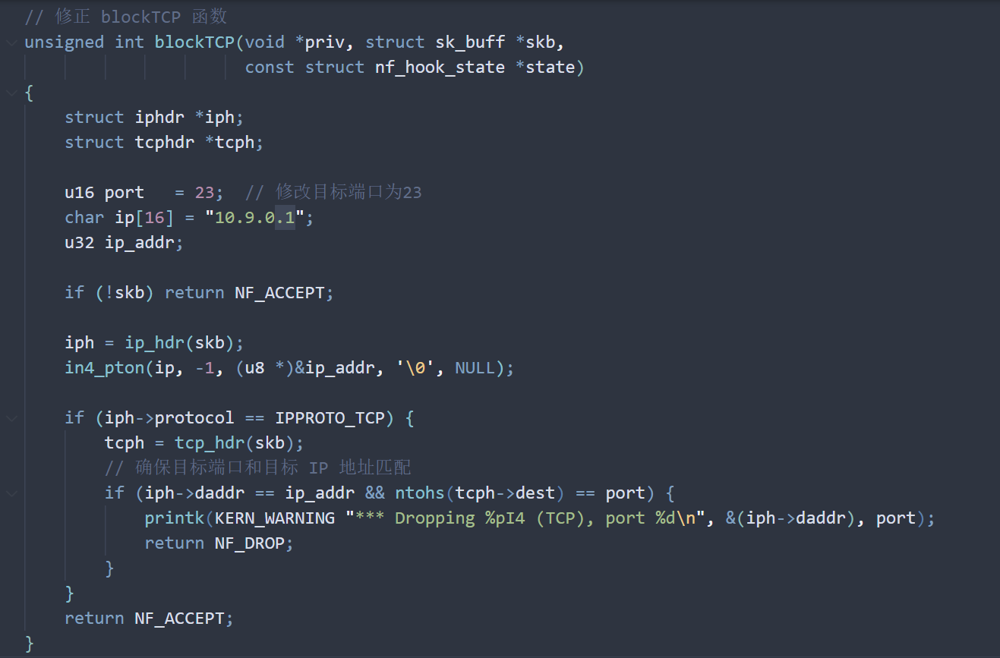 // 修正 blockTCP 函数
unsigned int blockTCP(void *priv, struct sk_buff *skb,
                      const struct nf_hook_state *state)
{
    struct iphdr *iph;
    struct tcphdr *tcph;

    u16 port   = 23;  // 修改目标端口为23
    char ip[16] = "10.9.0.1";
    u32 ip_addr;

    if (!skb) return NF_ACCEPT;

    iph = ip_hdr(skb);
    in4_pton(ip, -1, (u8 *)&ip_addr, '\0', NULL);

    if (iph->protocol == IPPROTO_TCP) {
        tcph = tcp_hdr(skb);
        // 确保目标端口和目标 IP 地址匹配
        if (iph->daddr == ip_addr && ntohs(tcph->dest) == port) {
            printk(KERN_WARNING "*** Dropping %pI4 (TCP), port %d\n", &(iph->daddr), port);
            return NF_DROP;
        }
    }
    return NF_ACCEPT;
}